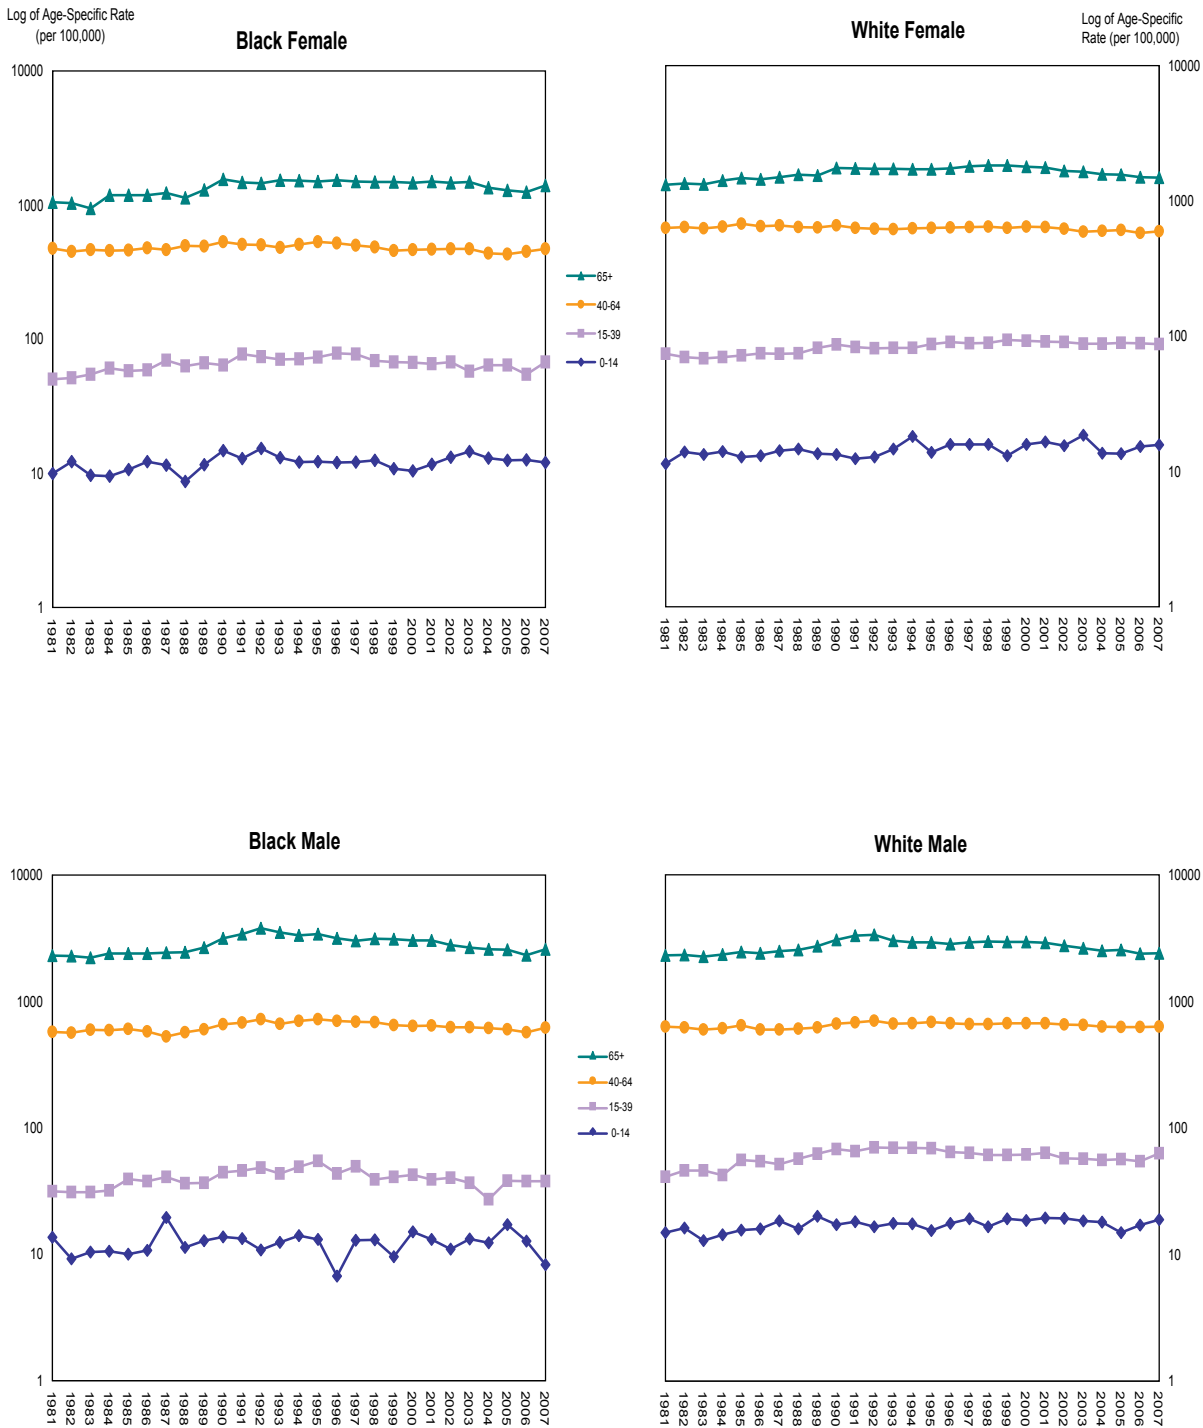 Log of Age-Specific Rate
(per 100,000)
Black Female
10000
1000
100
10
1
1981 1982 1983 1984 1985 1986 1987 1988 1989 1990 1991 1992 1993 1994 1995 1996 1997 1998 1999 2000 2001 2002 2003 2004 2005 2006 2007
65+
40-64
15-39
0-14
White Female
Log of Age-Specific
Rate (per 100,000)
10000
1000
100
10
1
1981 1982 1983 1984 1985 1986 1987 1988 1989 1990 1991 1992 1993 1994 1995 1996 1997 1998 1999 2000 2001 2002 2003 2004 2005 2006 2007
Black Male
10000
1000
100
10
1
1981 1982 1983 1984 1985 1986 1987 1988 1989 1990 1991 1992 1993 1994 1995 1996 1997 1998 1999 2000 2001 2002 2003 2004 2005 2006 2007
65+
40-64
15-39
0-14
White Male
10000
1000
100
10
1
1981 1982 1983 1984 1985 1986 1987 1988 1989 1990 1991 1992 1993 1994 1995 1996 1997 1998 1999 2000 2001 2002 2003 2004 2005 2006 2007